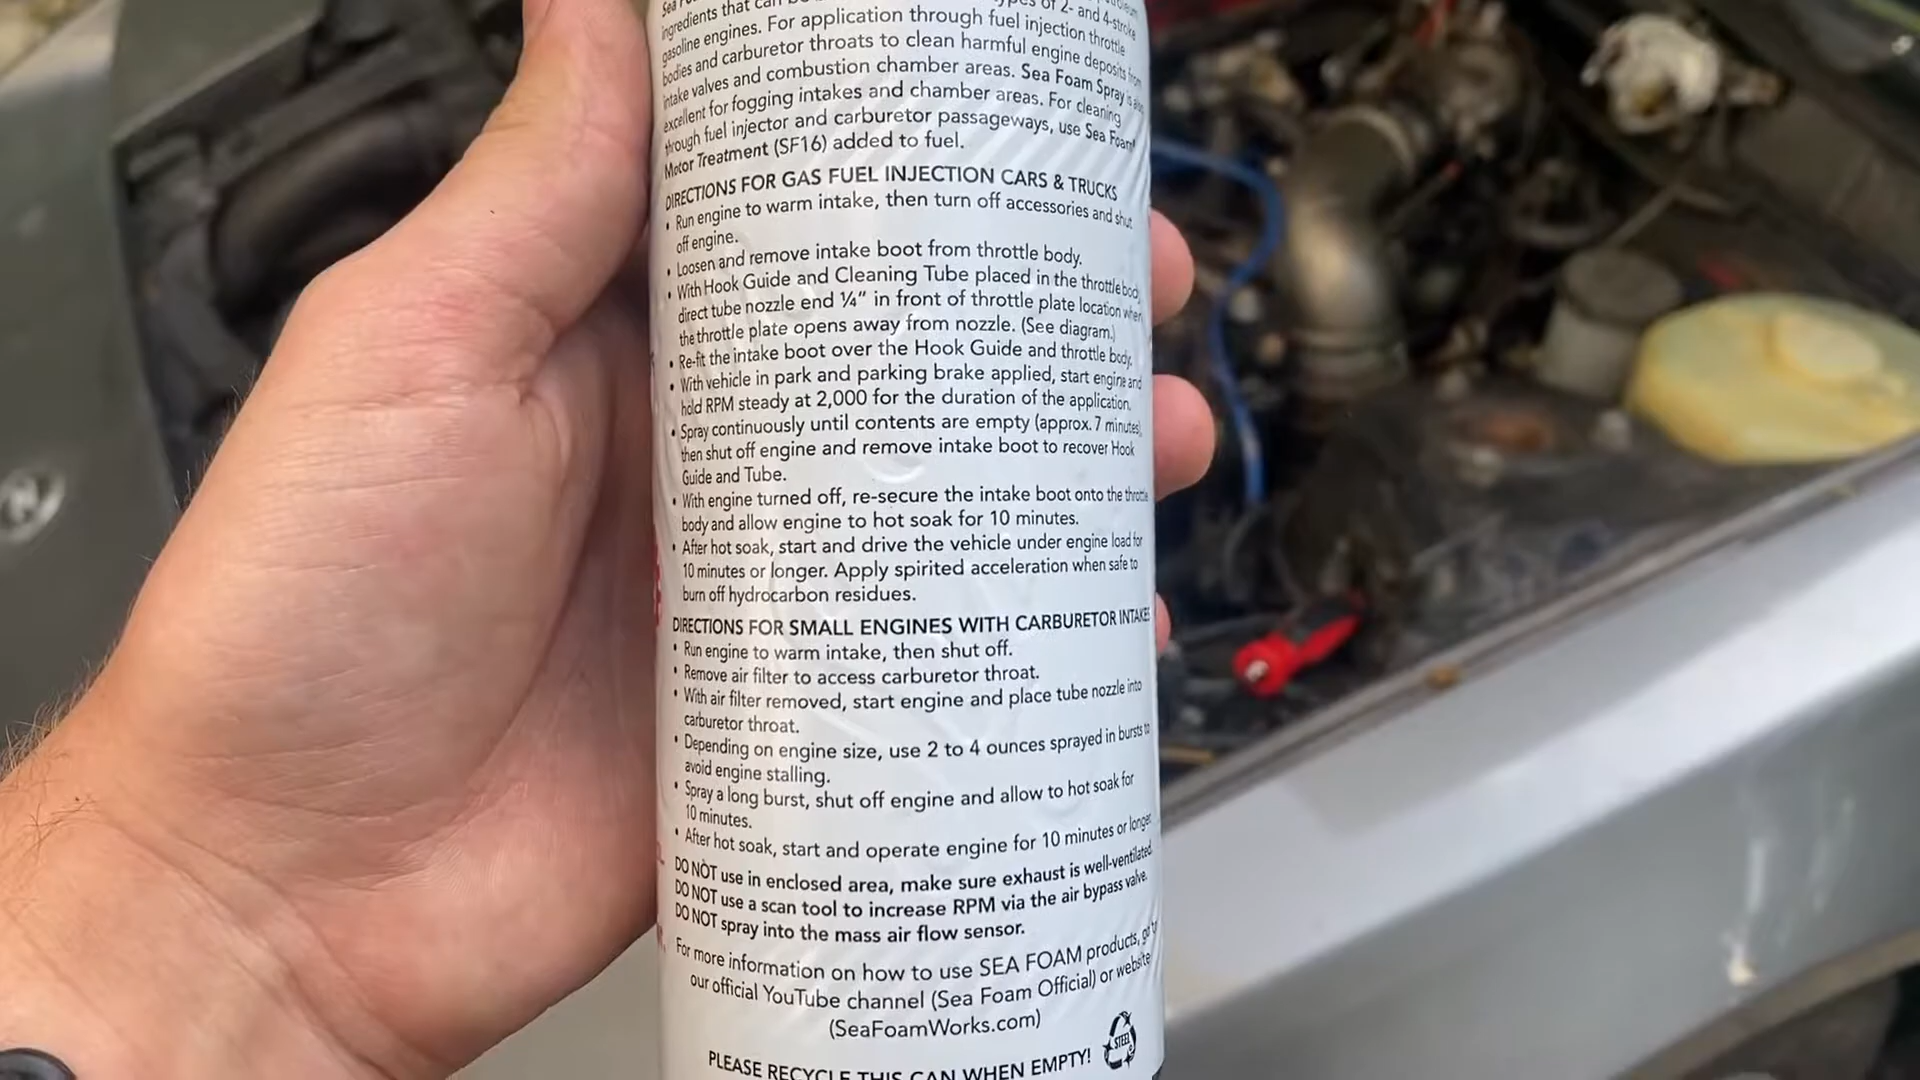 ingredients that can of 2- and 4-stroke
gasoline engines. For application through fuel injection throttle
bodies and carburetor throats to clean harmful engine deposits from
intake valves and combustion chamber areas. Sea Foam Spray is also
excellent for fogging intakes and chamber areas. For cleaning
through fuel injector and carburetor passageways, use Sea Foam
Motor Treatment (SF16) added to fuel.
DIRECTIONS FOR GAS FUEL INJECTION CARS & TRUCKS
• Run engine to warm intake, then turn off accessories and shut
off engine.
• Loosen and remove intake boot from throttle body.
• With Hook Guide and Cleaning Tube placed in the throttle body,
direct tube nozzle end ¼" in front of throttle plate location where
the throttle plate opens away from nozzle. (See diagram.)
• Re-fit the intake boot over the Hook Guide and throttle body.
• With vehicle in park and parking brake applied, start engine and
hold RPM steady at 2,000 for the duration of the application.
• Spray continuously until contents are empty (approx. 7 minutes),
then shut off engine and remove intake boot to recover Hook
Guide and Tube.
• With engine turned off, re-secure the intake boot onto the throttle
body and allow engine to hot soak for 10 minutes.
• After hot soak, start and drive the vehicle under engine load for
10 minutes or longer. Apply spirited acceleration when safe to
burn off hydrocarbon residues.
DIRECTIONS FOR SMALL ENGINES WITH CARBURETOR INTAKES
• Run engine to warm intake, then shut off.
• Remove air filter to access carburetor throat.
• With air filter removed, start engine and place tube nozzle into
carburetor throat.
• Depending on engine size, use 2 to 4 ounces sprayed in bursts to
avoid engine stalling.
• Spray a long burst, shut off engine and allow to hot soak for
10 minutes.
• After hot soak, start and operate engine for 10 minutes or longer.
DO NOT use in enclosed area, make sure exhaust is well-ventilated.
DO NOT use a scan tool to increase RPM via the air bypass valve.
DO NOT spray into the mass air flow sensor.
For more information on how to use SEA FOAM products, go to
our official YouTube channel (Sea Foam Official) or website
(SeaFoamWorks.com)
STEEL
PLEASE RECYCLE THIS CAN WHEN EMPTY!